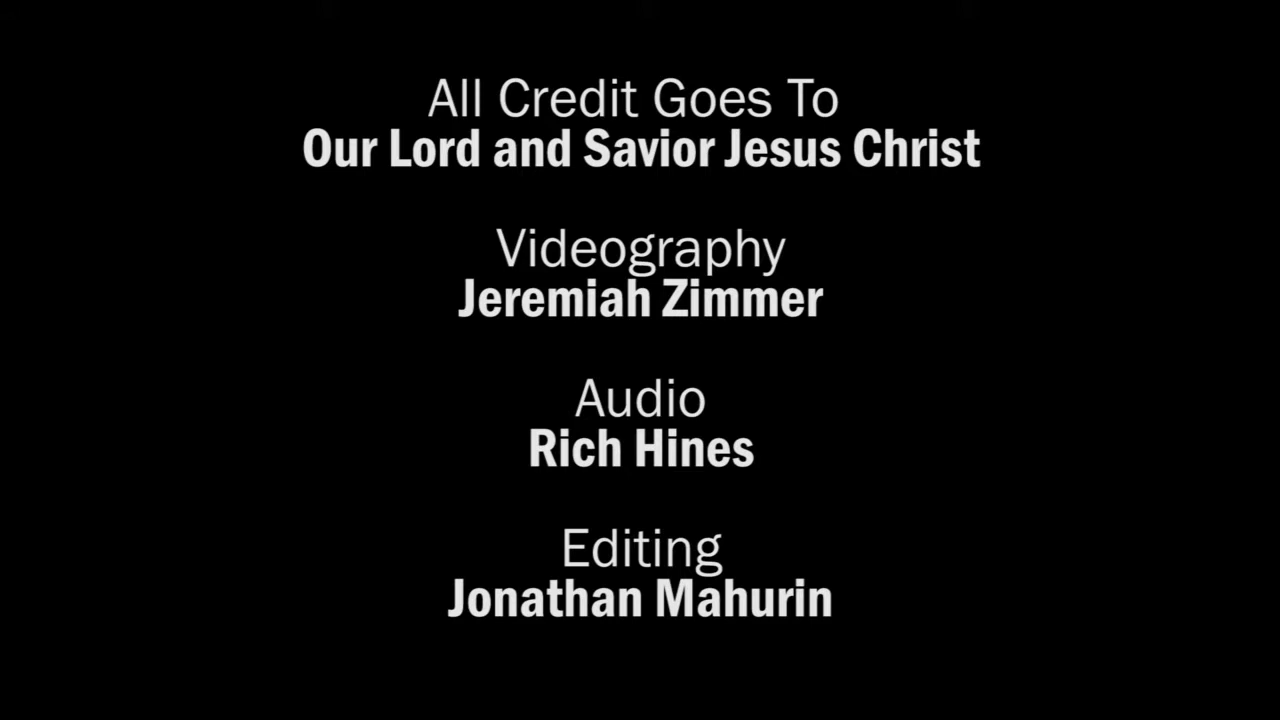 All Credit Goes To
Our Lord and Savior Jesus Christ
Videography
Jeremiah Zimmer
Audio
Rich Hines
Editing
Jonathan Mahurin